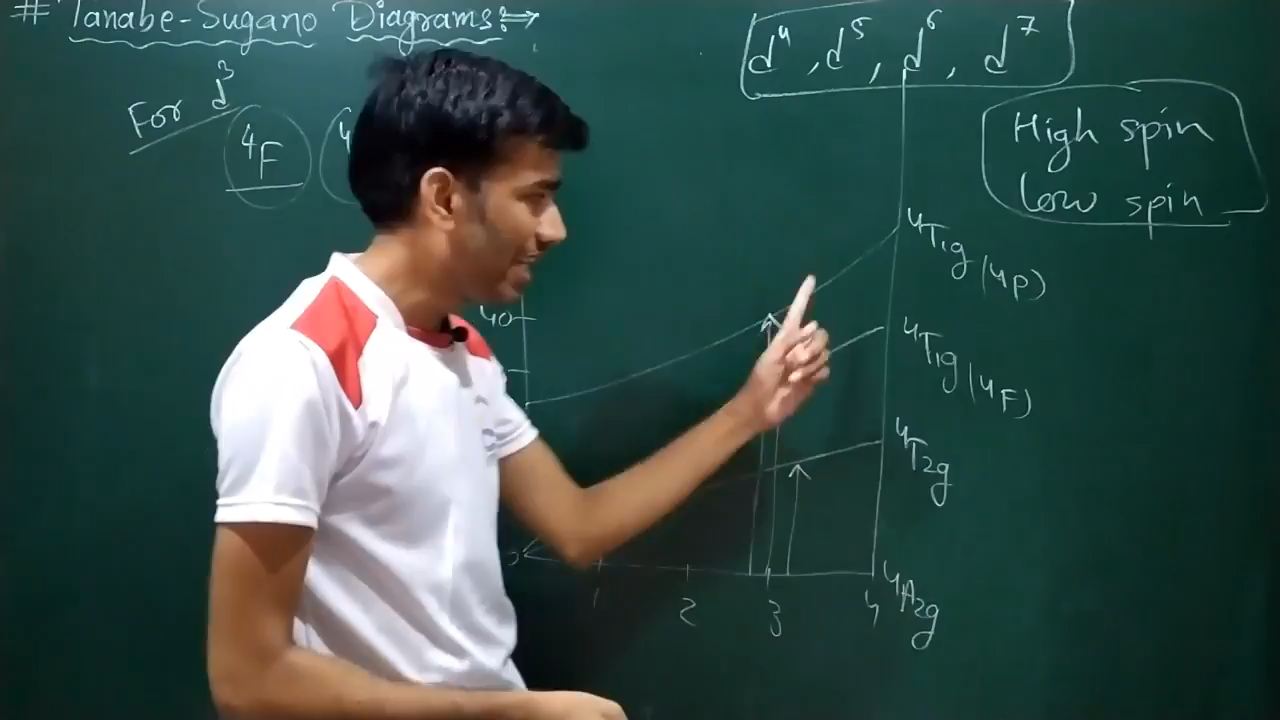 # Tanabe-Sugano Diagrams:⇒
d⁴, d⁵, d⁶, d⁷
For d³
⁴F
High spin
Low spin
⁴T₁g (⁴P)
40
⁴T₁g (⁴F)
⁴T₂g
⁴A₂g
1 2 3 4